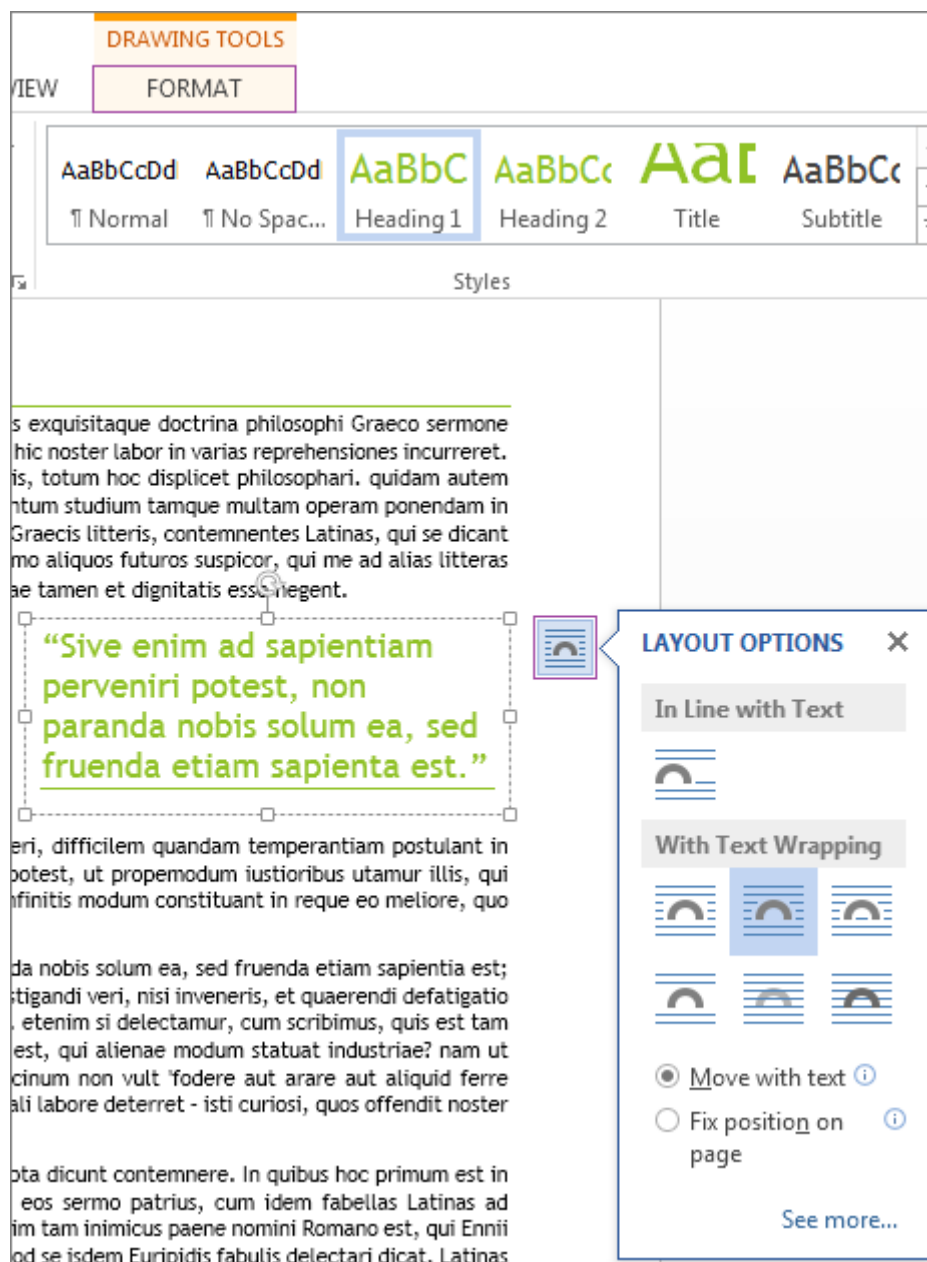 DRAWING TOOLS
VIEW FORMAT
AaBbCcDd AaBbCcDd AaBbC AaBbCc AaB AaBbCc
¶ Normal ¶ No Spac... Heading 1 Heading 2 Title Subtitle
Styles
s exquisitaque doctrina philosophi Graeco sermone
hic noster labor in varias reprehensiones incurreret.
is, totum hoc displicet philosophari. quidam autem
ntum studium tamque multam operam ponendam in
Graecis litteris, contemnentes Latinas, qui se dicant
mo aliquos futuros suspicor, qui me ad alias litteras
ae tamen et dignitatis esse negent.
“Sive enim ad sapientiam
perveniri potest, non
paranda nobis solum ea, sed
fruenda etiam sapienta est.”
LAYOUT OPTIONS
In Line with Text
With Text Wrapping
Move with text
Fix position on
page
See more...
eri, difficilem quandam temperantiam postulant in
potest, ut propemodum iustioribus utamur illis, qui
nfinitis modum constituant in reque eo meliore, quo
da nobis solum ea, sed fruenda etiam sapientia est;
stigandi veri, nisi inveneris, et quaerendi defatigatio
. etenim si delectamur, cum scribimus, quis est tam
est, qui alienae modum statuat industriae? nam ut
cinum non vult 'fodere aut arare aut aliquid ferre
ali labore deterret - isti curiosi, quos offendit noster
ota dicunt contemnere. In quibus hoc primum est in
eos sermo patrius, cum idem fabellas Latinas ad
im tam inimicus paene nomini Romano est, qui Ennii
od se isdem Euripidis fabulis delectari dicat, Latinas